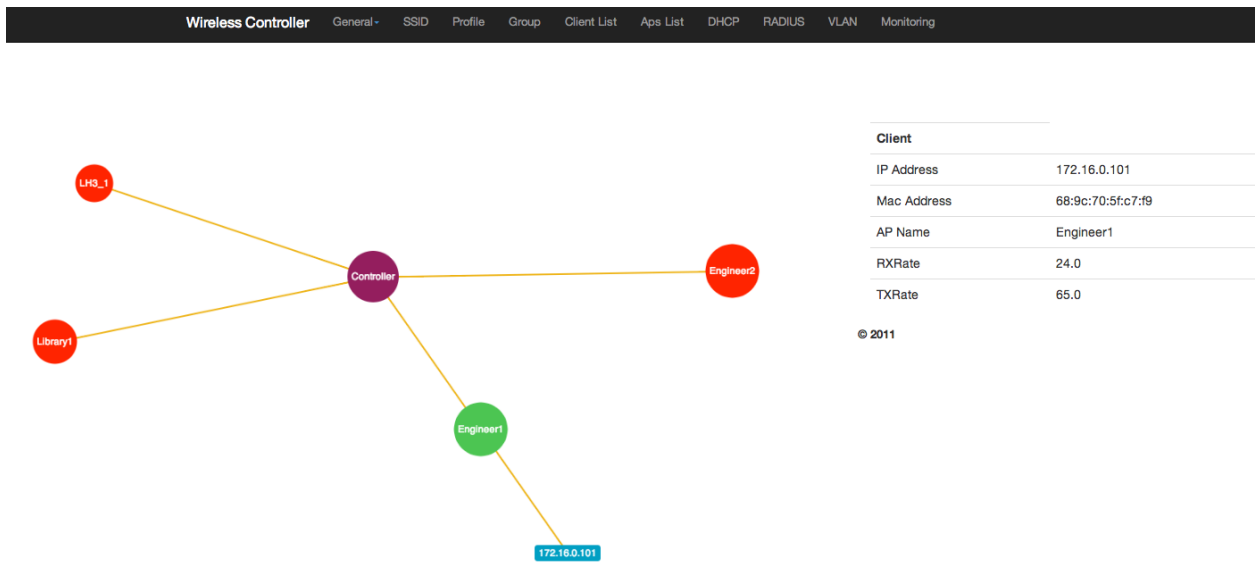 Wireless Controller General SSID Profile Group Client List Aps List DHCP RADIUS VLAN Monitoring
LH3_1
Controller
Engineer2
Library1
Engineer1
172.16.0.101
Client
IP Address 172.16.0.101
Mac Address 68:9c:70:5f:c7:f9
AP Name Engineer1
RXRate 24.0
TXRate 65.0
© 2011